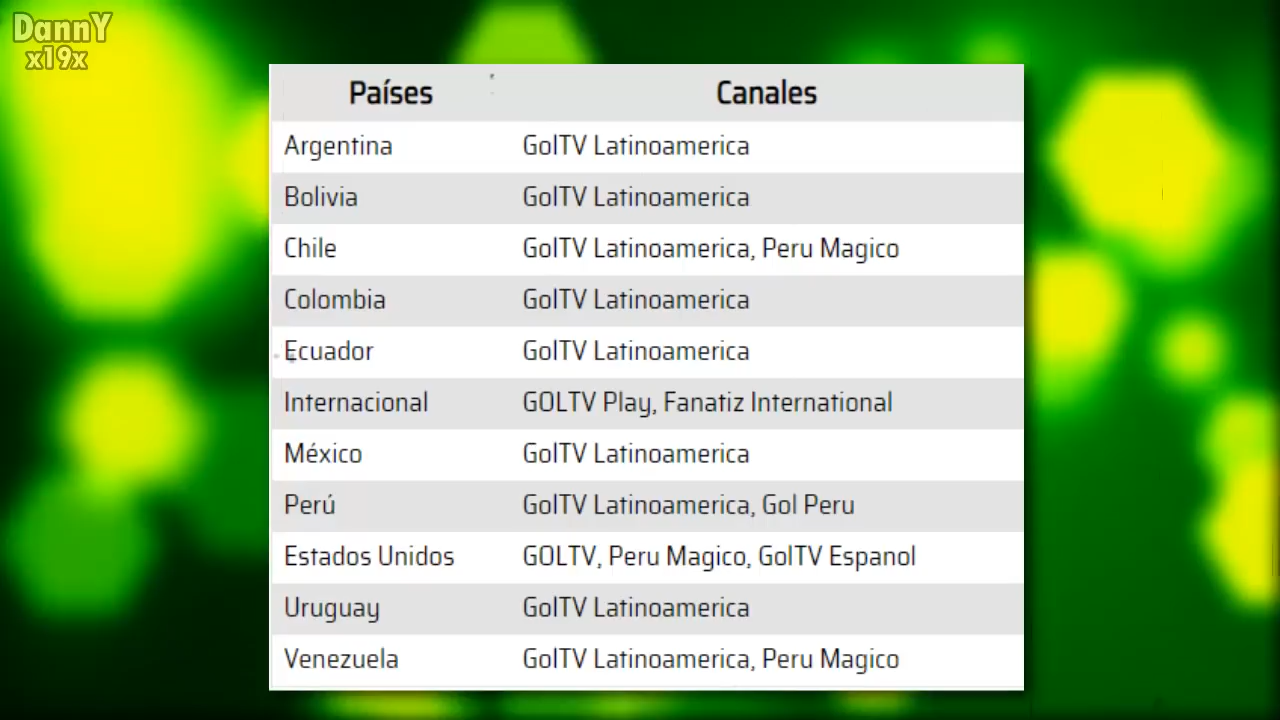 DannY
x19x
Países Canales
Argentina GolTV Latinoamerica
Bolivia GolTV Latinoamerica
Chile GolTV Latinoamerica, Peru Magico
Colombia GolTV Latinoamerica
Ecuador GolTV Latinoamerica
Internacional GOLTV Play, Fanatiz International
México GolTV Latinoamerica
Perú GolTV Latinoamerica, Gol Peru
Estados Unidos GOLTV, Peru Magico, GolTV Espanol
Uruguay GolTV Latinoamerica
Venezuela GolTV Latinoamerica, Peru Magico